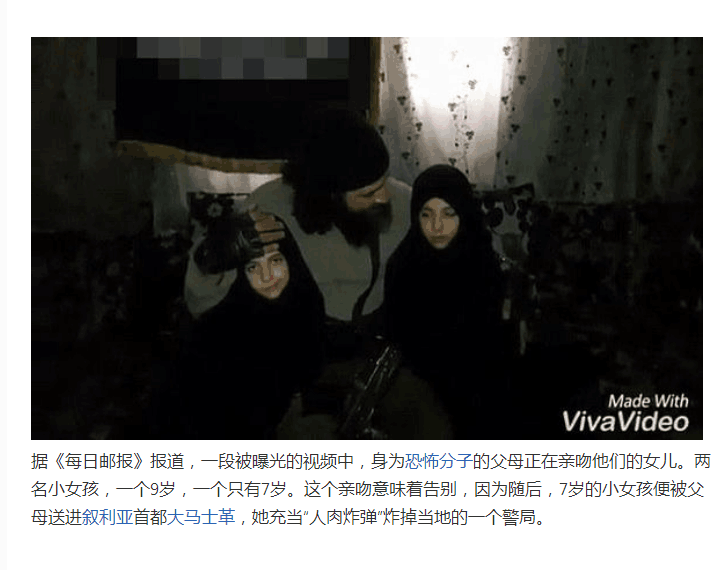 Made With
VivaVideo
据《每日邮报》报道，一段被曝光的视频中，身为恐怖分子的父母正在亲吻他们的女儿。两
名小女孩，一个9岁，一个只有7岁。这个亲吻意味着告别，因为随后，7岁的小女孩便被父
母送进叙利亚首都大马士革，她充当“人肉炸弹”炸掉当地的一个警局。